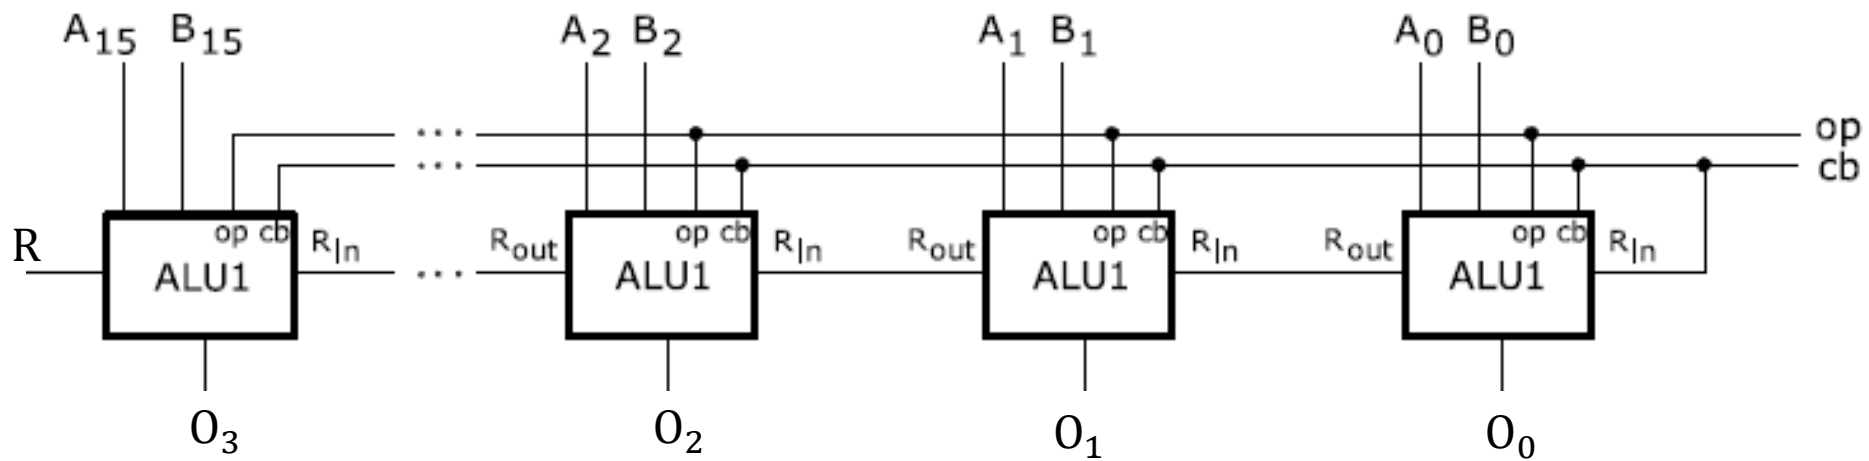 A15 B15 A2 B2 A1 B1 A0 B0
... op
... cb
op cb op cb op cb op cb
R RIn Rout RIn Rout RIn Rout RIn
ALU1 ... ALU1 ALU1 ALU1
O3 O2 O1 O0